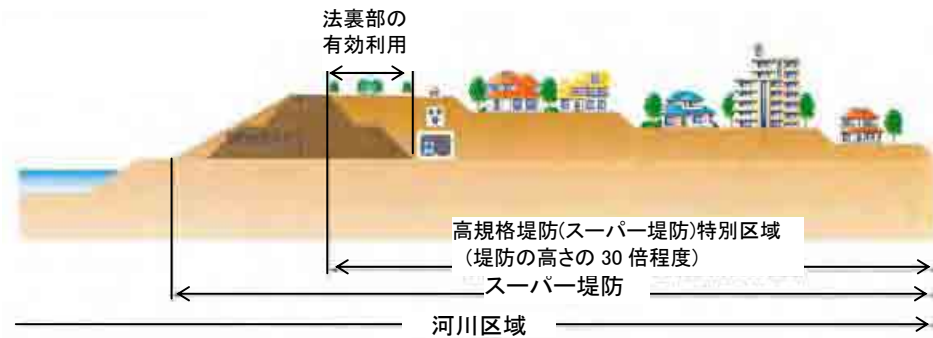 法裏部の
有効利用
高規格堤防(スーパー堤防)特別区域
(堤防の高さの 30 倍程度)
スーパー堤防
河川区域